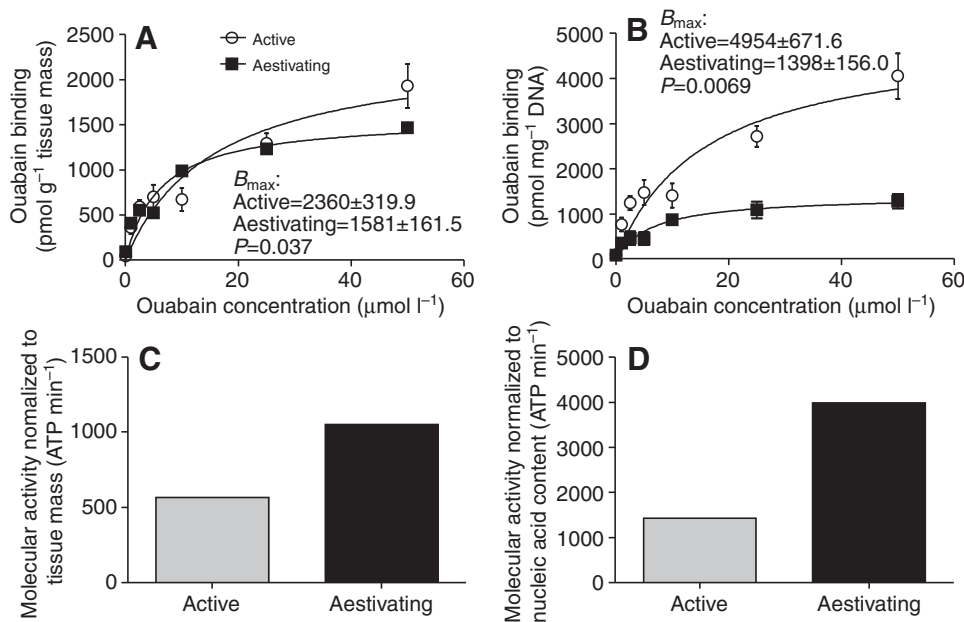 A
Active
Aestivating
2500
2000
1500
1000
500
0
Ouabain binding
(pmol g⁻¹ tissue mass)
Bmax:
Active=2360±319.9
Aestivating=1581±161.5
P=0.037
0 20 40 60
Ouabain concentration (μmol l⁻¹)
B
Bmax:
Active=4954±671.6
Aestivating=1398±156.0
P=0.0069
5000
4000
3000
2000
1000
0
Ouabain binding
(pmol mg⁻¹ DNA)
0 20 40 60
Ouabain concentration (μmol l⁻¹)
C
1500
1000
500
0
Molecular activity normalized to
tissue mass (ATP min⁻¹)
Active Aestivating
D
5000
4000
3000
2000
1000
0
Molecular activity normalized to
nucleic acid content (ATP min⁻¹)
Active Aestivating